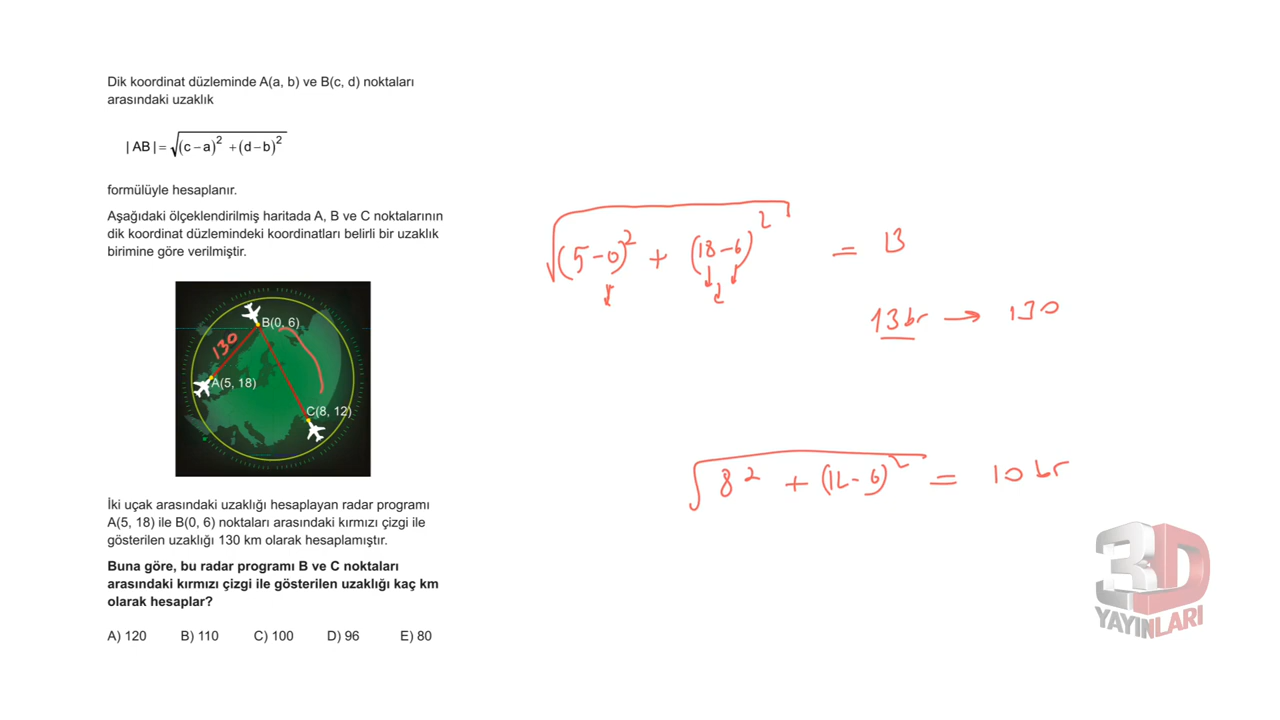 Dik koordinat düzleminde A(a, b) ve B(c, d) noktaları
arasındaki uzaklık
| AB | = √(c – a)² + (d – b)²
formülüyle hesaplanır.
Aşağıdaki ölçeklendirilmiş haritada A, B ve C noktalarının
dik koordinat düzlemindeki koordinatları belirli bir uzaklık
birimine göre verilmiştir.
B(0, 6)
130
A(5, 18)
C(8, 12)
İki uçak arasındaki uzaklığı hesaplayan radar programı
A(5, 18) ile B(0, 6) noktaları arasındaki kırmızı çizgi ile
gösterilen uzaklığı 130 km olarak hesaplamıştır.
Buna göre, bu radar programı B ve C noktaları
arasındaki kırmızı çizgi ile gösterilen uzaklığı kaç km
olarak hesaplar?
A) 120 B) 110 C) 100 D) 96 E) 80
√(5 – 0)² + (18 – 6)² = 13
13 br → 130
√8² + (12 – 6)² = 10 br
3D
YAYINLARI